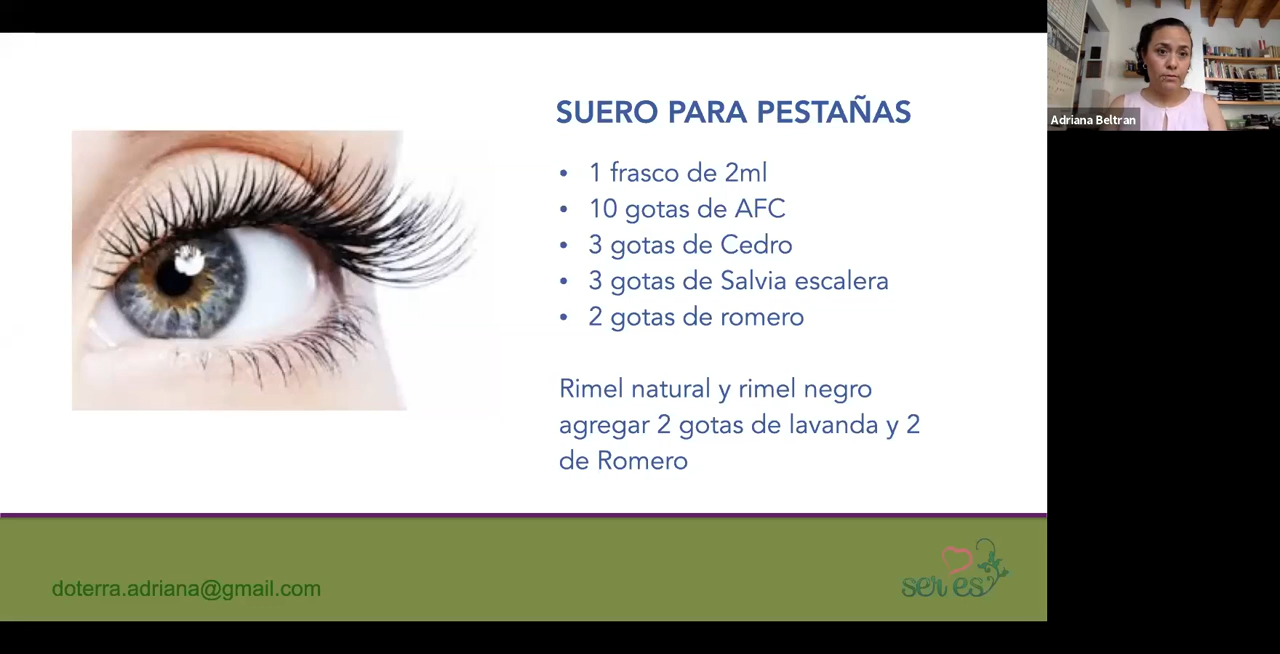 SUERO PARA PESTAÑAS
• 1 frasco de 2ml
• 10 gotas de AFC
• 3 gotas de Cedro
• 3 gotas de Salvia escalera
• 2 gotas de romero
Rimel natural y rimel negro
agregar 2 gotas de lavanda y 2
de Romero
doterra.adriana@gmail.com
ser es
Adriana Beltran